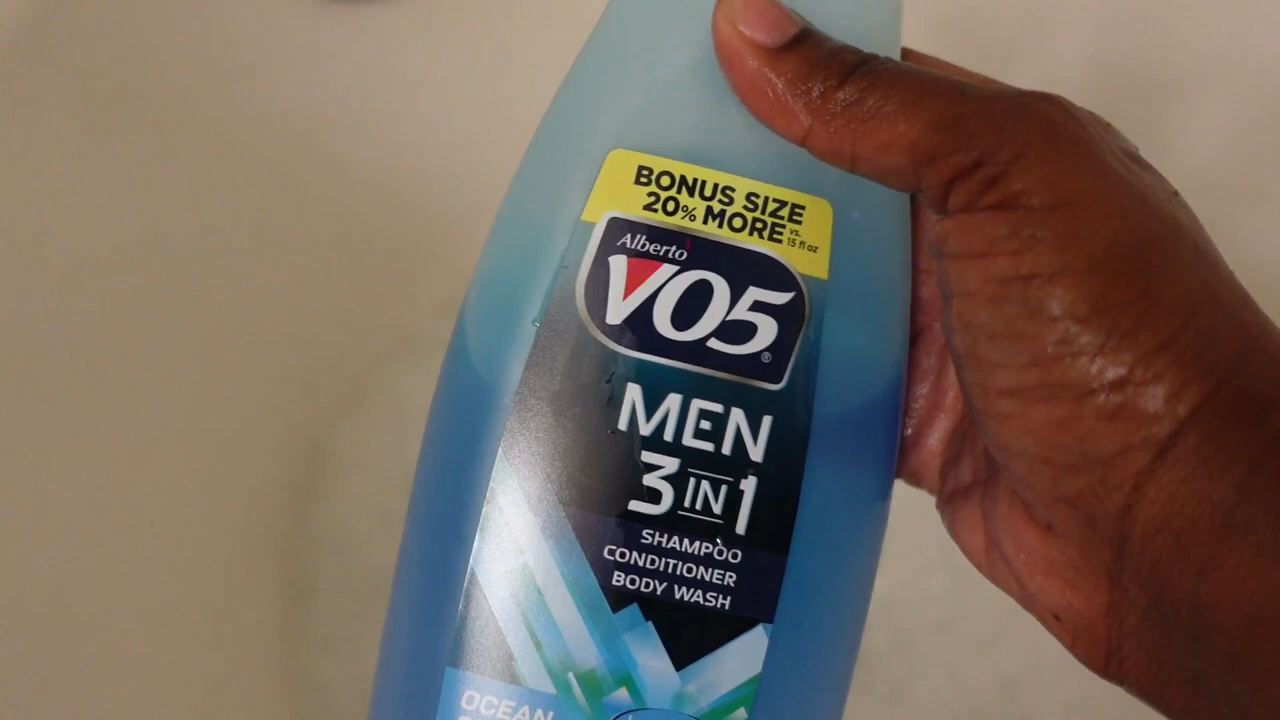 BONUS SIZE
20% MORE vs.
15 fl oz
Alberto
VO5®
MEN
3 IN 1
SHAMPOO
CONDITIONER
BODY WASH
OCEAN